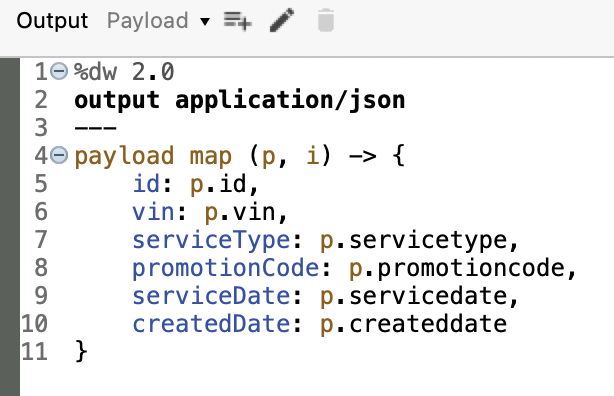 Output Payload
1 %dw 2.0
2 output application/json
3 ---
4 payload map (p, i) -> {
5     id: p.id,
6     vin: p.vin,
7     serviceType: p.servicetype,
8     promotionCode: p.promotioncode,
9     serviceDate: p.servicedate,
10     createdDate: p.createddate
11 }